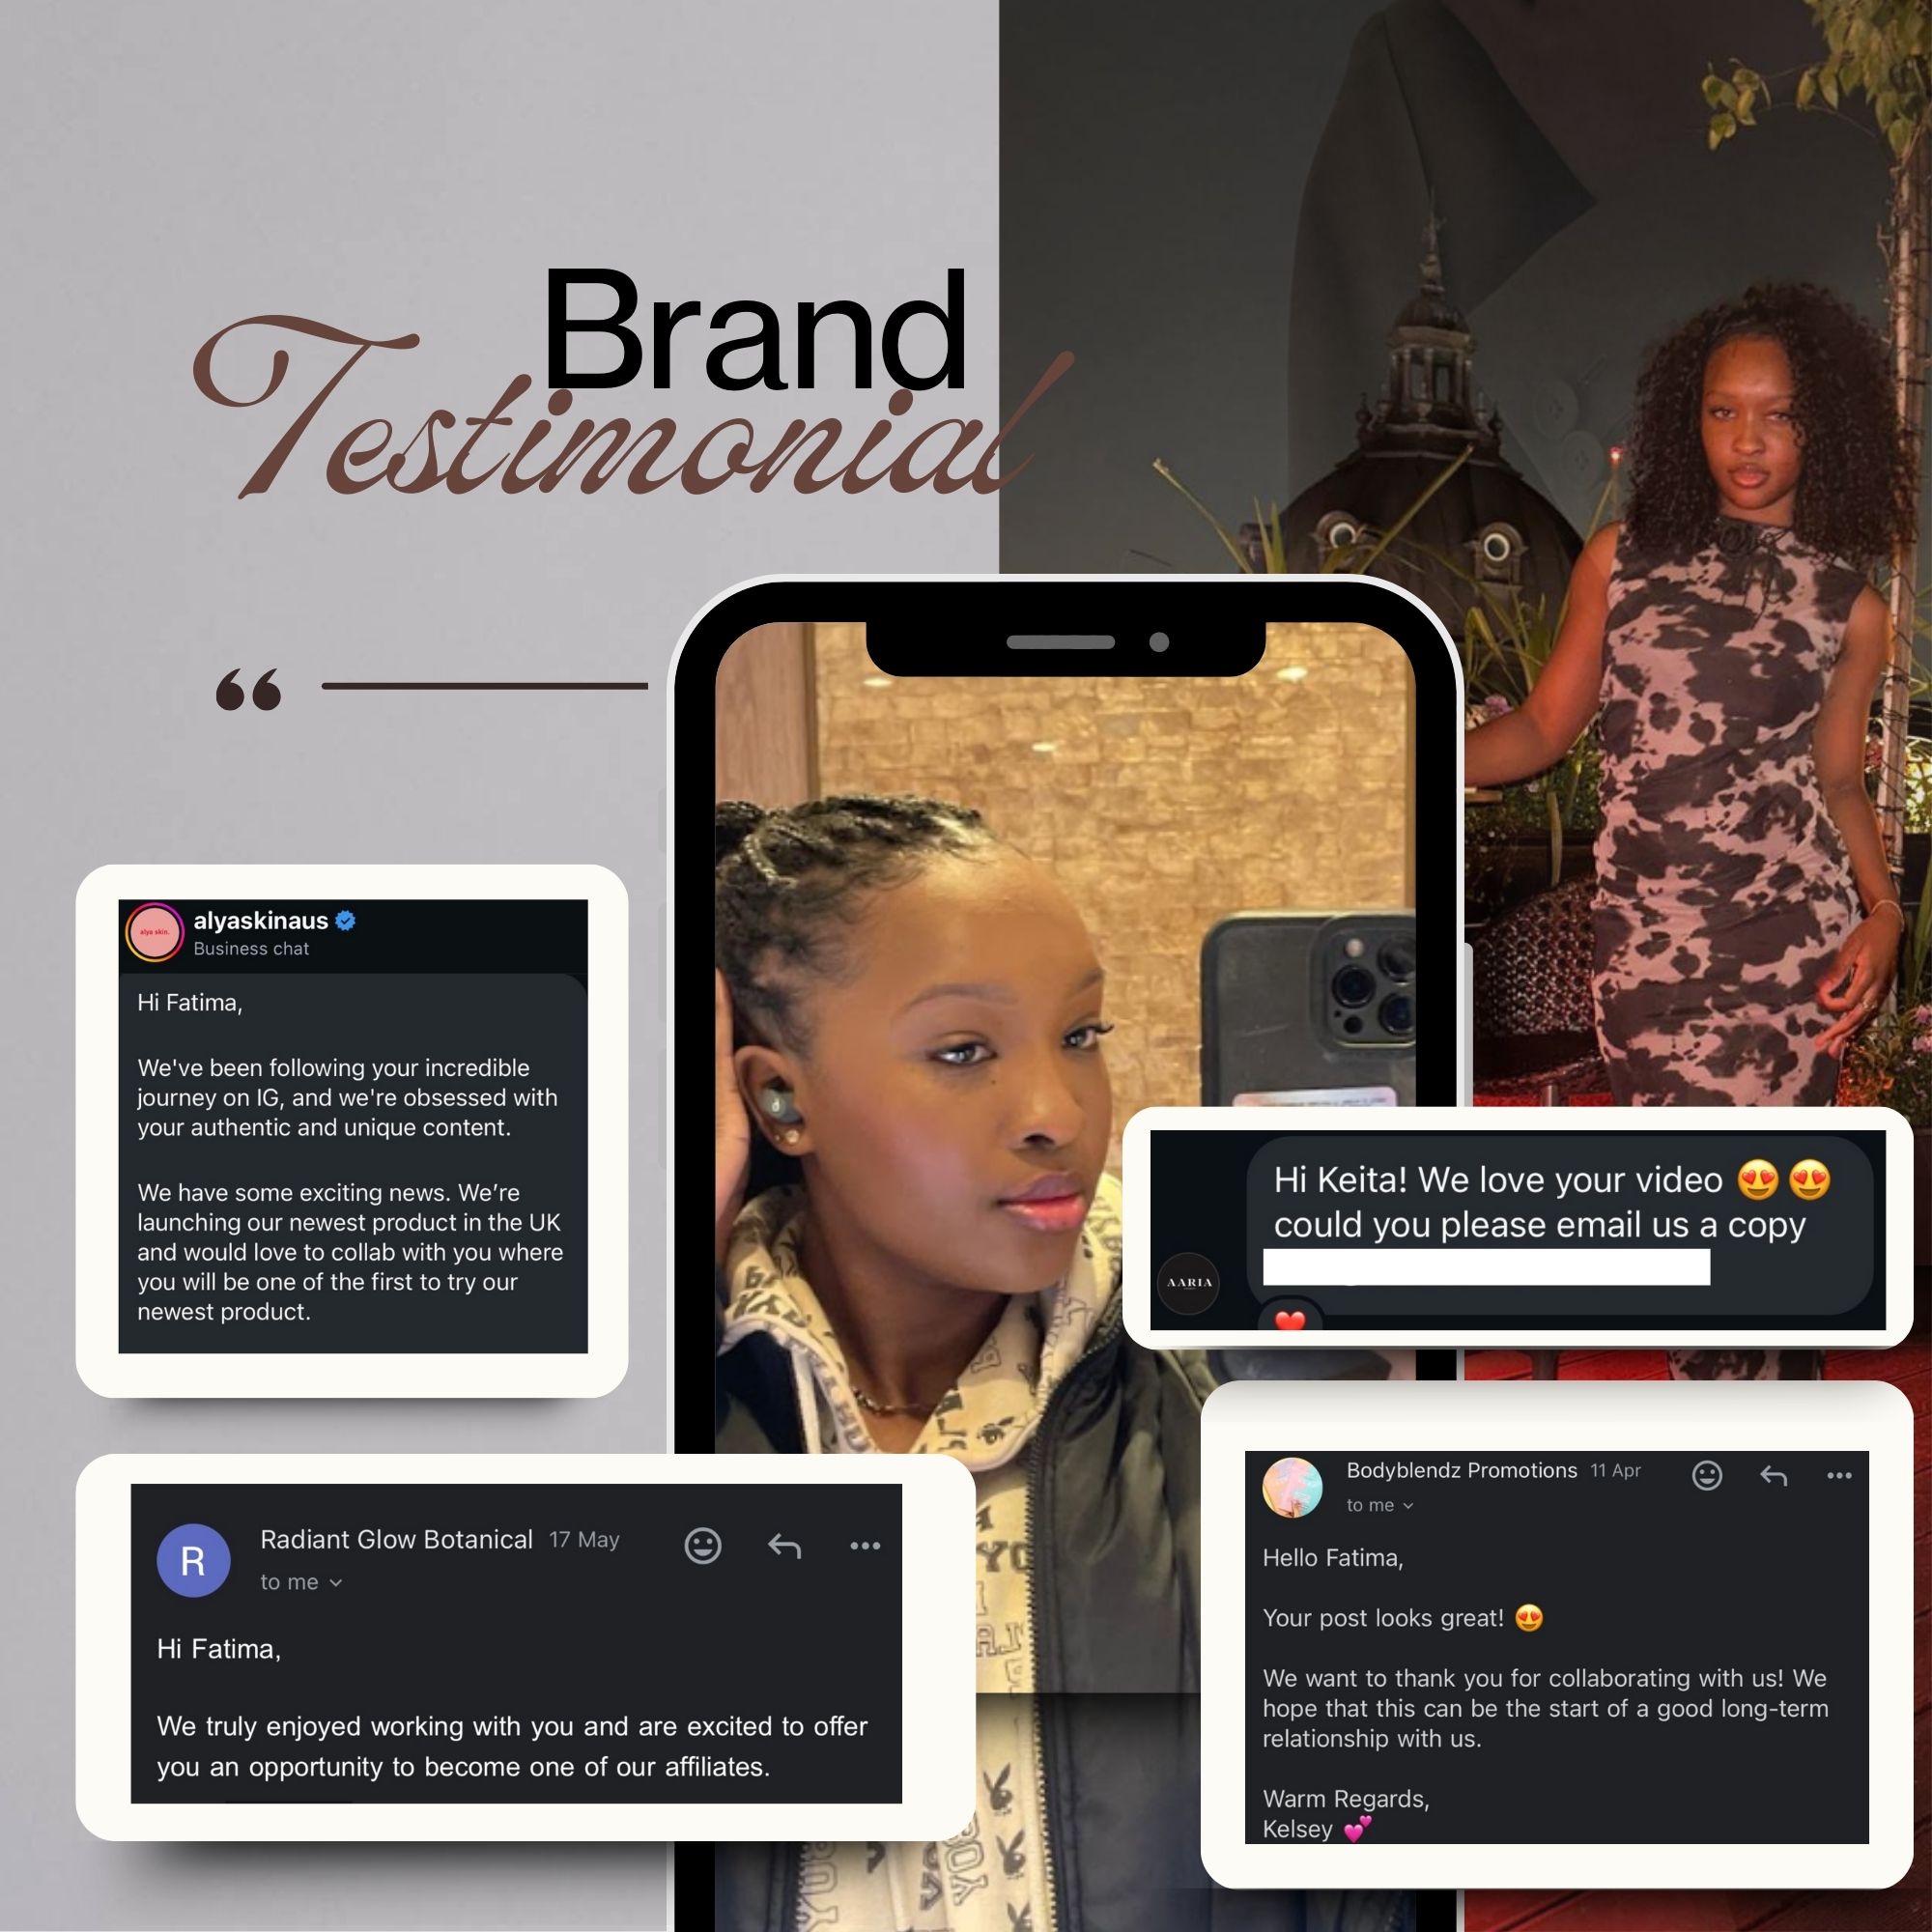 Brand
Testimonial
“
alya skin.
alyaskinaus
Business chat
Hi Fatima,
We've been following your incredible
journey on IG, and we're obsessed with
your authentic and unique content.
We have some exciting news. We’re
launching our newest product in the UK
and would love to collab with you where
you will be one of the first to try our
newest product.
Hi Keita! We love your video 😍😍
could you please email us a copy
AARIA
❤️
R
Radiant Glow Botanical 17 May
to me
Hi Fatima,
We truly enjoyed working with you and are excited to offer
you an opportunity to become one of our affiliates.
Bodyblendz Promotions 11 Apr
to me
Hello Fatima,
Your post looks great! 😍
We want to thank you for collaborating with us! We
hope that this can be the start of a good long-term
relationship with us.
Warm Regards,
Kelsey 💕